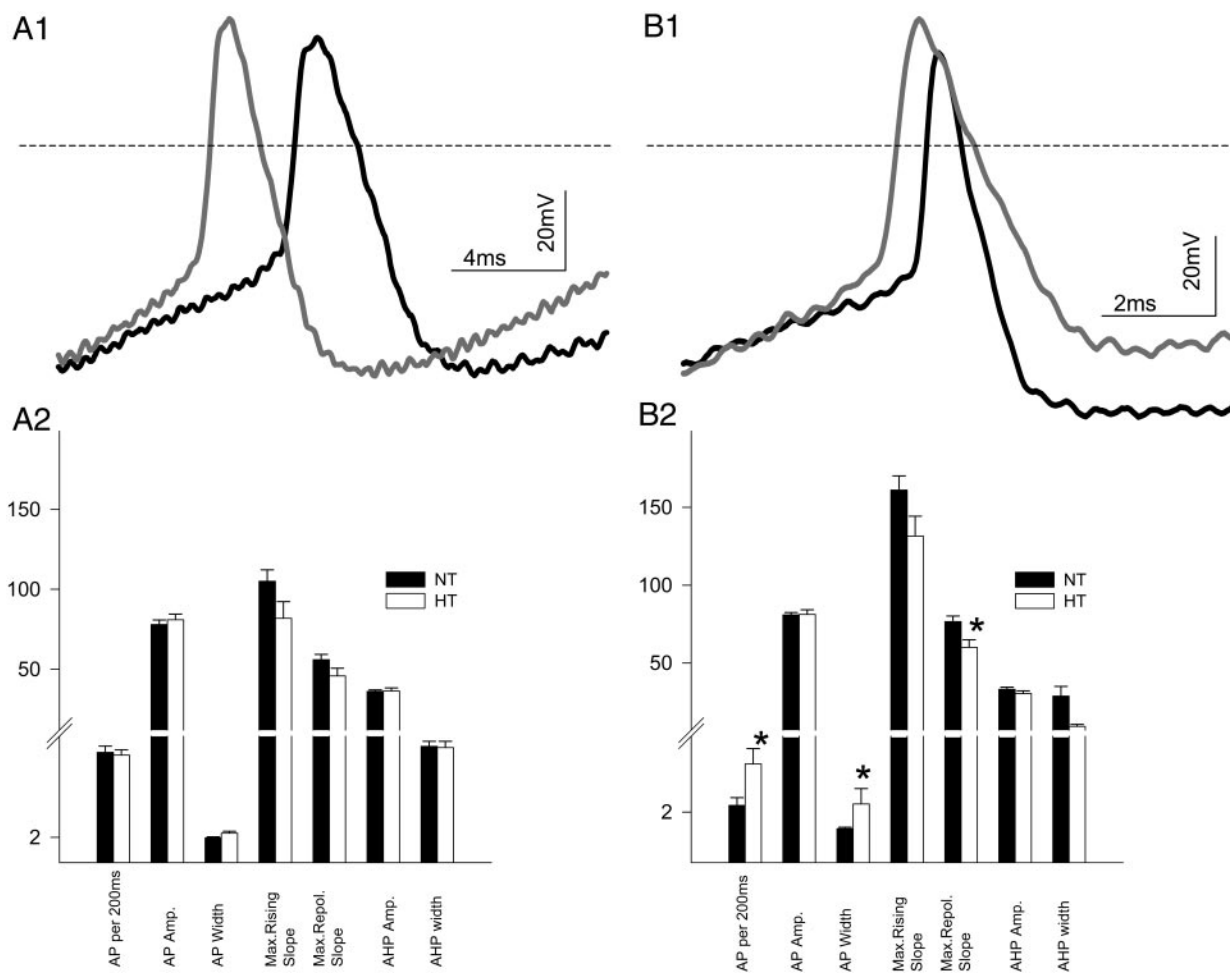 A1
20mV
4ms
B1
20mV
2ms
A2
150
100
50
2
NT
HT
AP per 200ms
AP Amp.
AP Width
Max.Rising
Slope
Max.Repol.
Slope
AHP Amp.
AHP width
B2
150
100
50
2
NT
HT
*
*
*
AP per 200ms
AP Amp.
AP Width
Max.Rising
Slope
Max.Repol.
Slope
AHP Amp.
AHP width